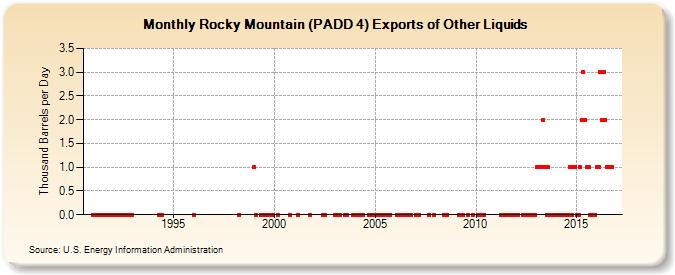 Monthly Rocky Mountain (PADD 4) Exports of Other Liquids
Thousand Barrels per Day
3.5
3.0
2.5
2.0
1.5
1.0
0.5
0.0
1995 2000 2005 2010 2015
Source: U.S. Energy Information Administration